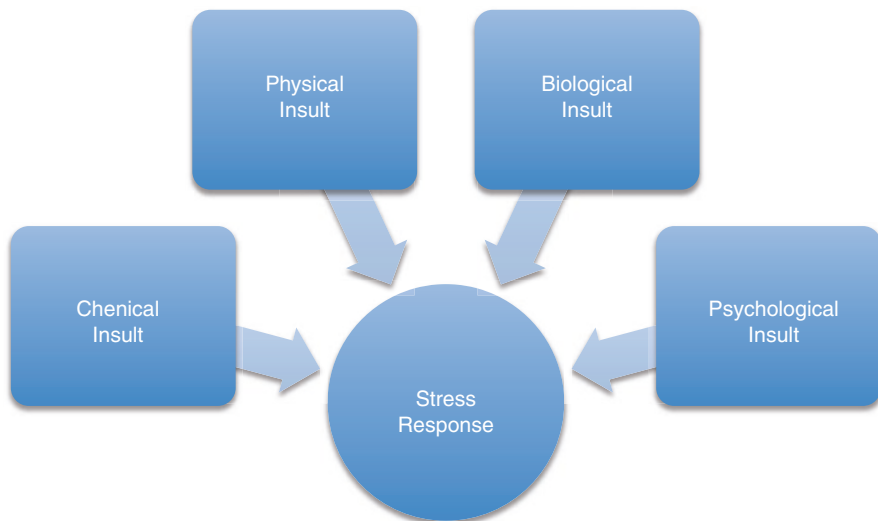 Physical
Insult
Biological
Insult
Chenical
Insult
Psychological
Insult
Stress
Response